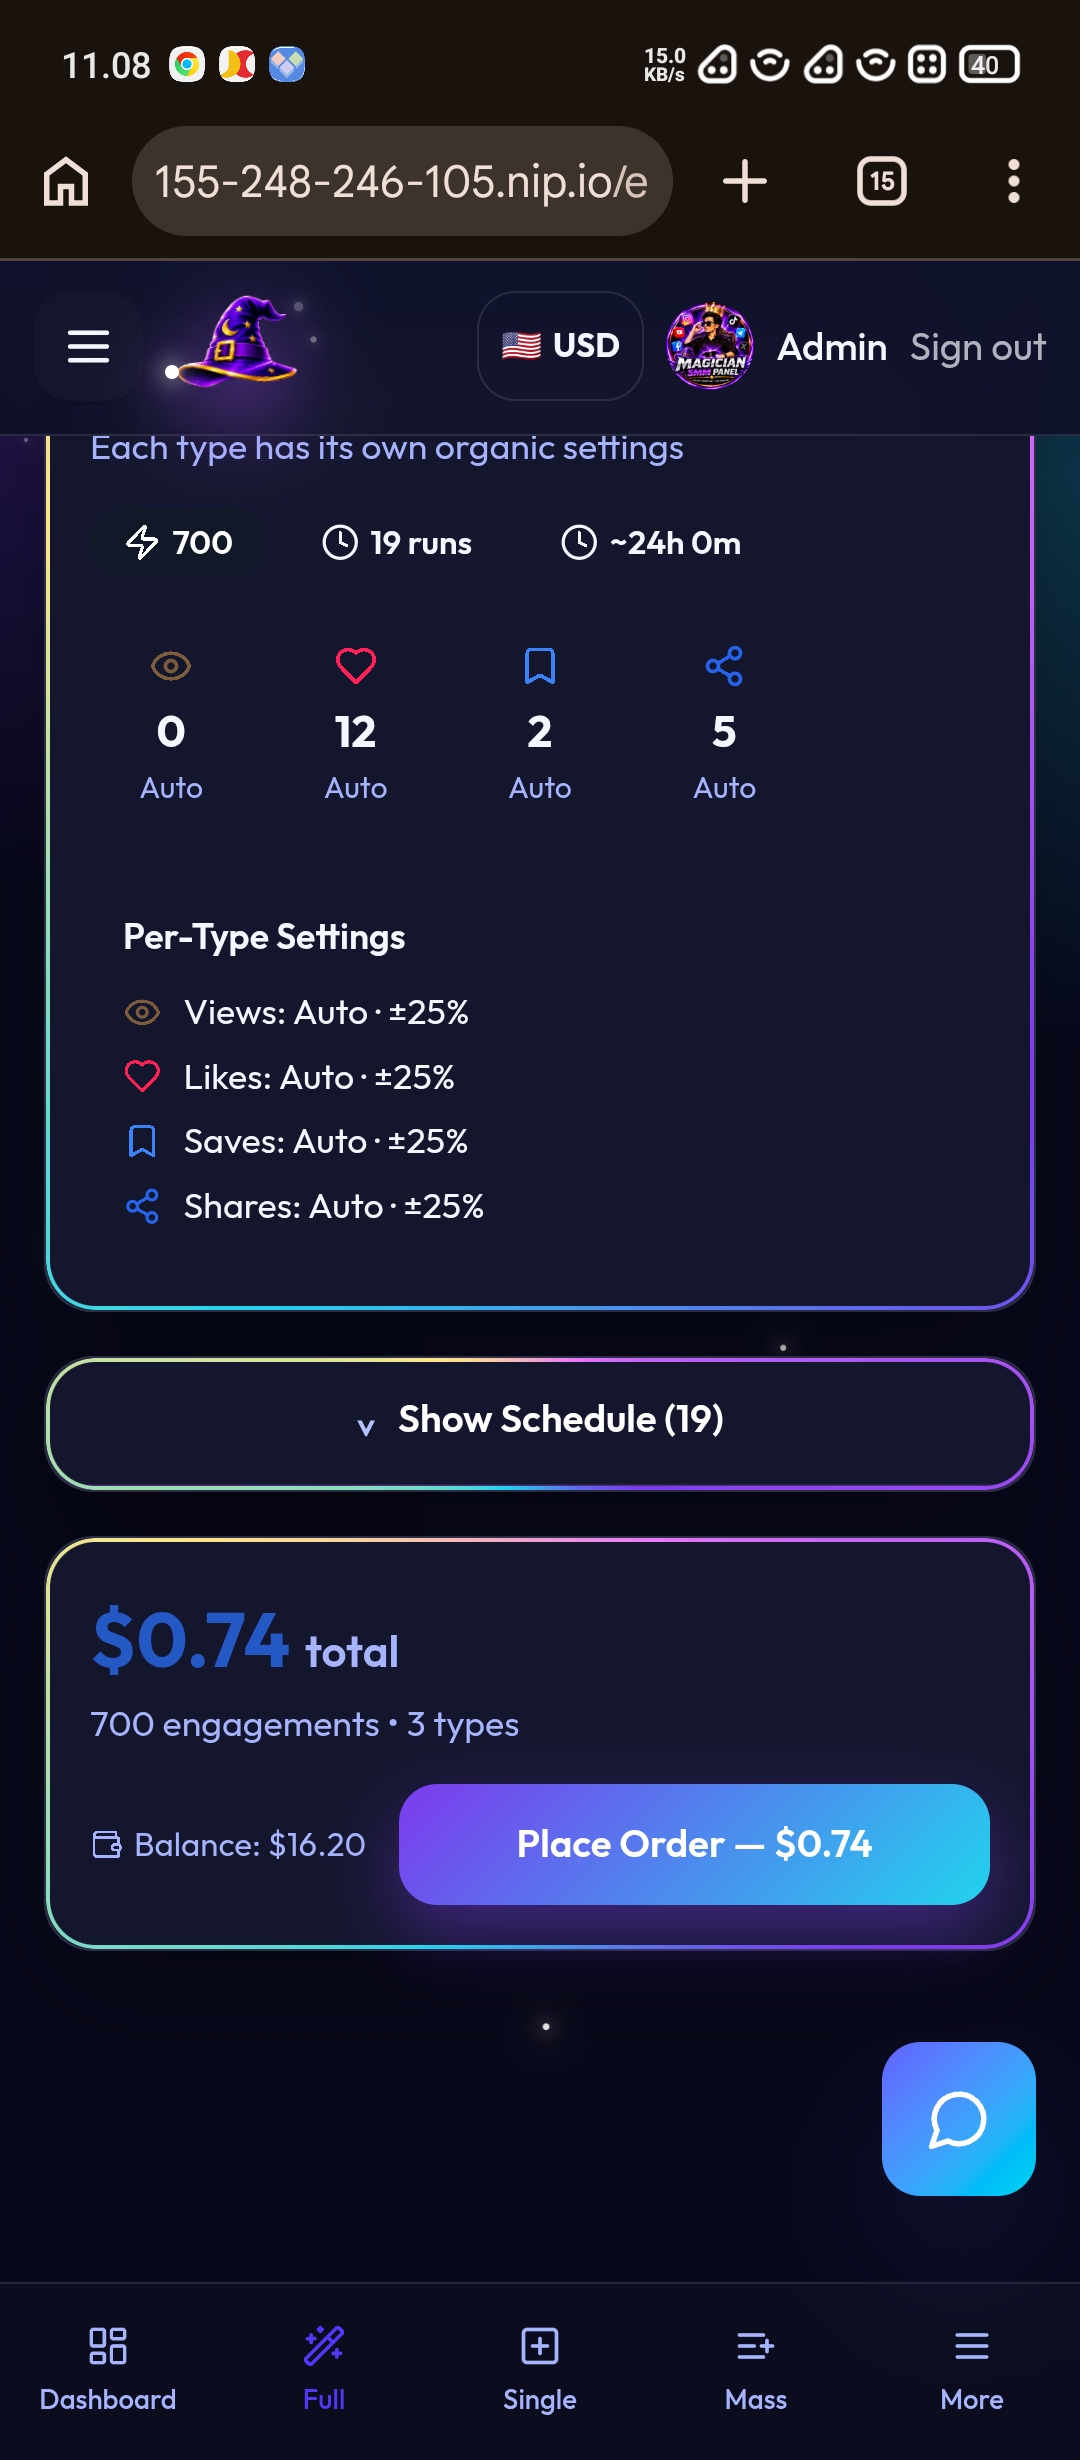 11.08
15.0
KB/s
40
155-248-246-105.nip.io/e
15
USD
MAGICIAN
SMM PANEL
Admin
Sign out
Each type has its own organic settings
700
19 runs
~24h 0m
0
12
2
5
Auto
Auto
Auto
Auto
Per-Type Settings
Views: Auto · ±25%
Likes: Auto · ±25%
Saves: Auto · ±25%
Shares: Auto · ±25%
Show Schedule (19)
$0.74 total
700 engagements • 3 types
Balance: $16.20
Place Order — $0.74
Dashboard
Full
Single
Mass
More